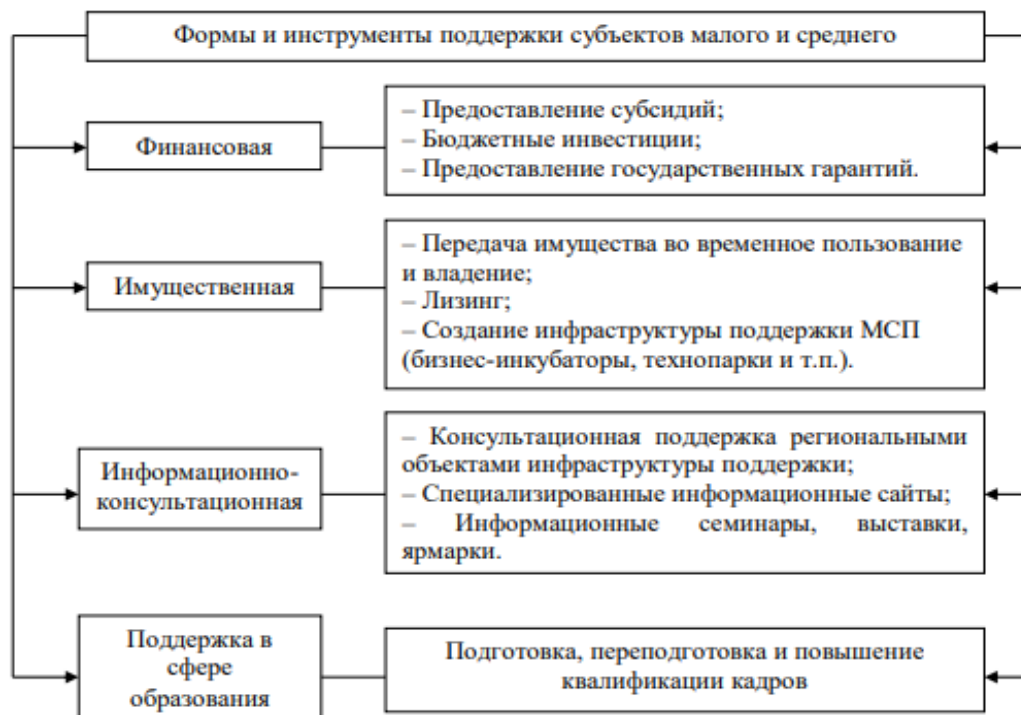 Формы и инструменты поддержки субъектов малого и среднего
Финансовая
– Предоставление субсидий;
– Бюджетные инвестиции;
– Предоставление государственных гарантий.
Имущественная
– Передача имущества во временное пользование
и владение;
– Лизинг;
– Создание инфраструктуры поддержки МСП
(бизнес-инкубаторы, технопарки и т.п.).
Информационно-
консультационная
– Консультационная поддержка региональными
объектами инфраструктуры поддержки;
– Специализированные информационные сайты;
– Информационные семинары, выставки,
ярмарки.
Поддержка в
сфере
образования
Подготовка, переподготовка и повышение
квалификации кадров